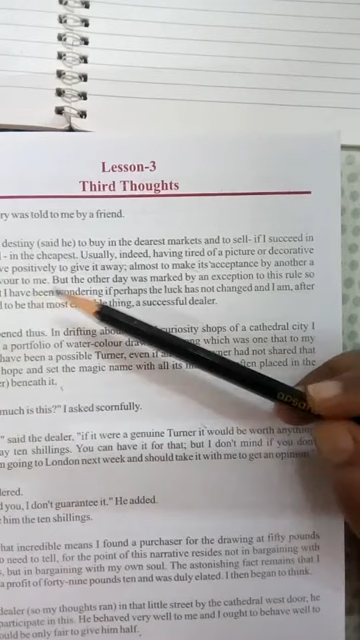 Lesson-3
Third Thoughts
ry was told to me by a friend.
destiny (said he) to buy in the dearest markets and to sell- if I succeed in
- in the cheapest. Usually, indeed, having tired of a picture or decorative
ve positively to give it away; almost to make its acceptance by another a
vour to me. But the other day was marked by an exception to this rule so
I have been wondering if perhaps the luck has not changed and I am, after
l to be that most thing, a successful dealer.
ened thus. In drifting about curiosity shops of a cathedral city I
a portfolio of water-colour which was one that to my
have been a possible Turner, even if had not shared that
hope and set the magic name with all its placed in the
er) beneath it.
much is this?" I asked scornfully.
" said the dealer, "if it were a genuine Turner it would be worth anything
ay ten shillings. You can have it for that; but I don't mind if you don't
m going to London next week and should take it with me to get an opinion."
dered.
d you, I don't guarantee it." He added.
him the ten shillings.
hat incredible means I found a purchaser for the drawing at fifty pounds
o need to tell, for the point of this narrative resides not in bargaining with
, but in bargaining with my own soul. The astonishing fact remains that I
a profit of forty-nine pounds ten and was duly elated. I then began to think.
dealer (so my thoughts ran) in that little street by the cathedral west door, he
participate in this. He behaved very well to me and I ought to behave well to
ould be only fair to give him half.